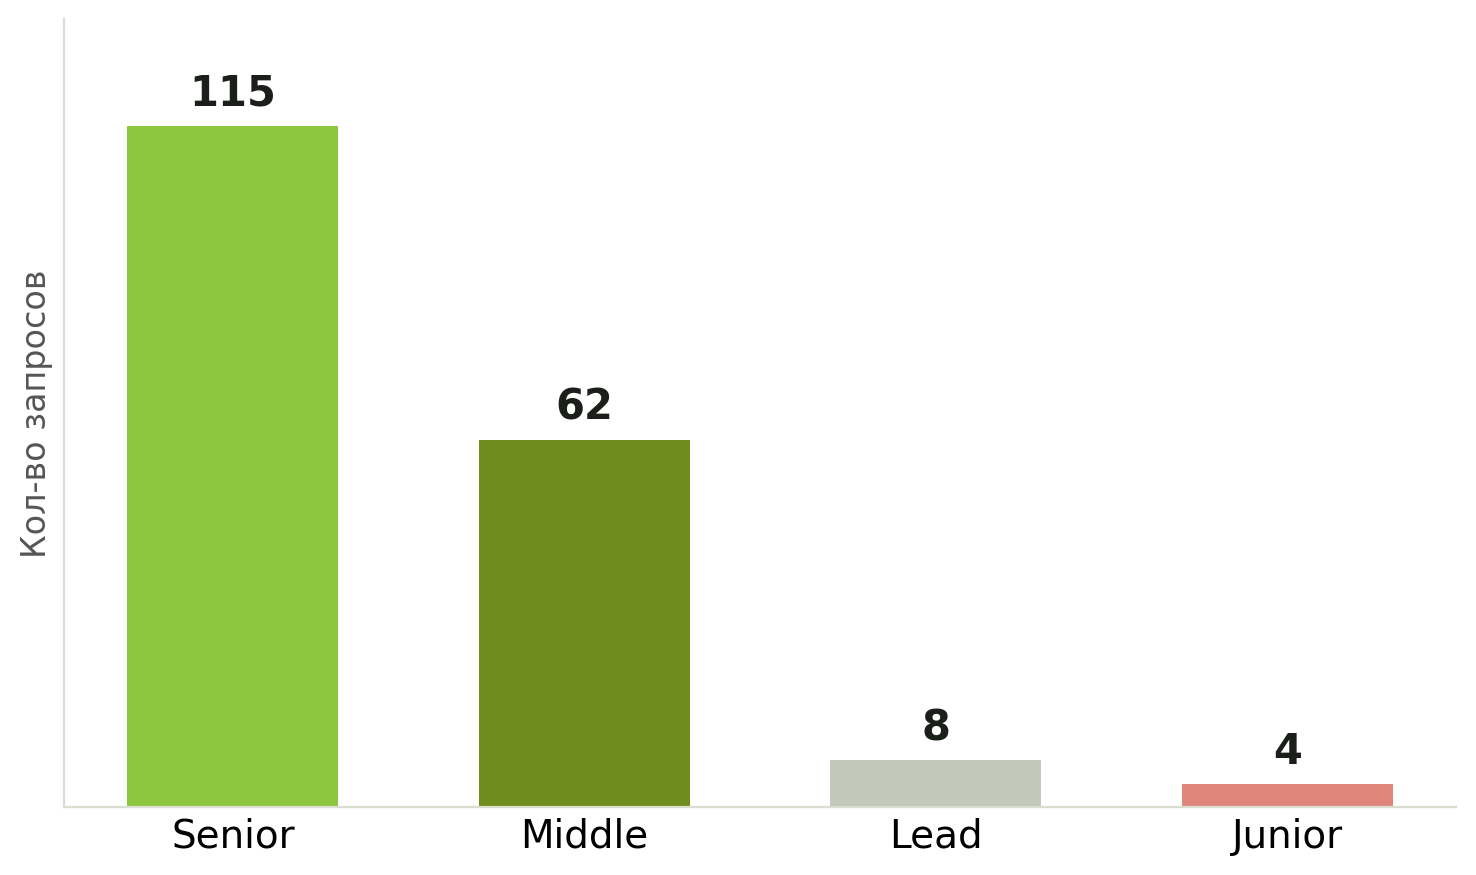 115
62
8
4
Кол-во запросов
Senior
Middle
Lead
Junior